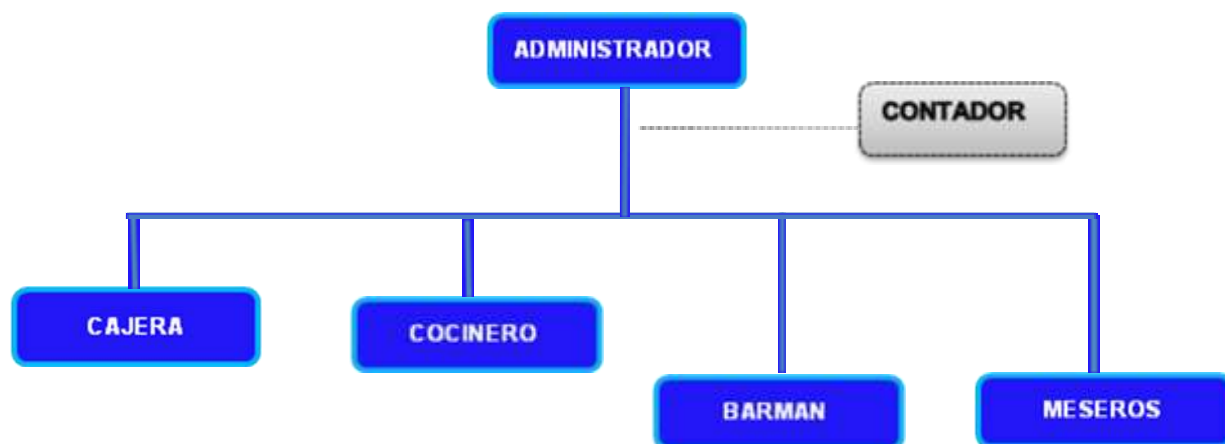 ADMINISTRADOR
CONTADOR
CAJERA
COCINERO
BARMAN
MESEROS